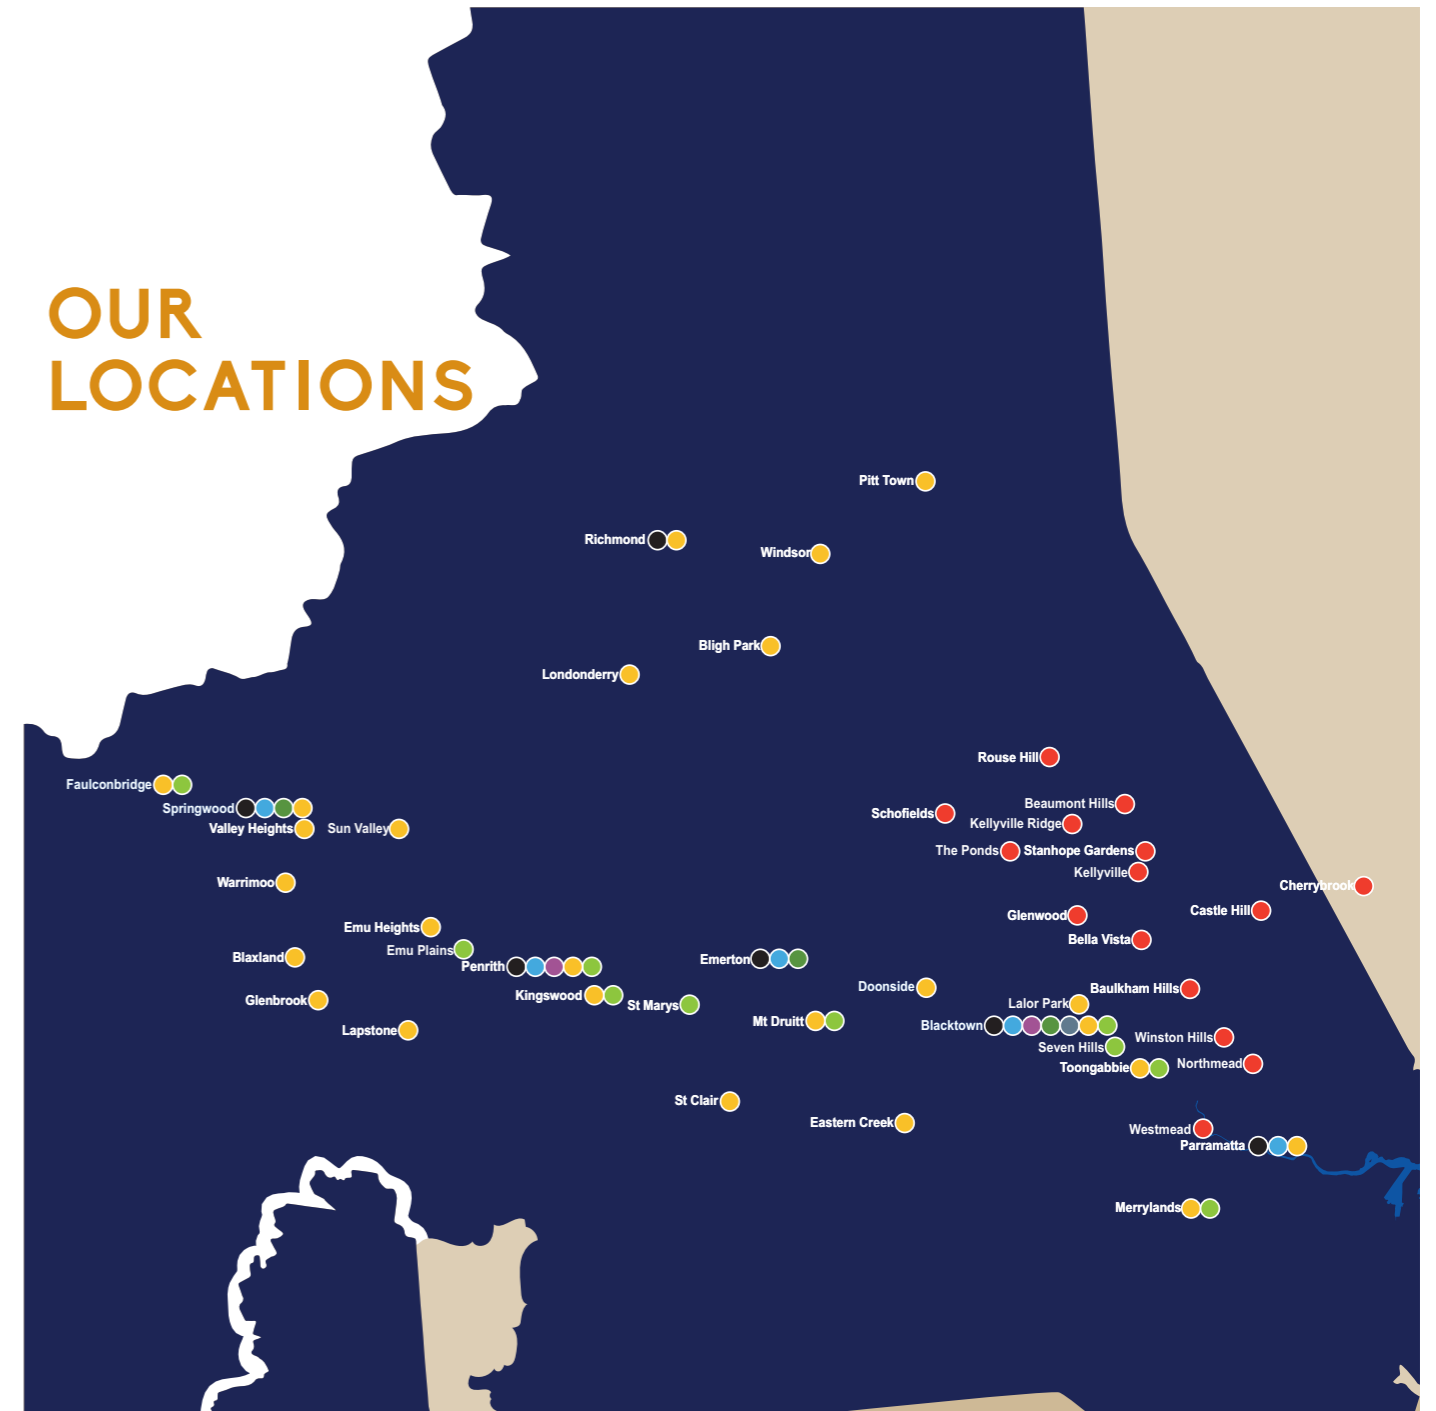 OUR
LOCATIONS
Pitt Town
Richmond
Windsor
Bligh Park
Londonderry
Rouse Hill
Faulconbridge
Springwood
Beaumont Hills
Schofields
Kellyville Ridge
Valley Heights
Sun Valley
The Ponds
Stanhope Gardens
Kellyville
Warrimoo
Cherrybrook
Castle Hill
Glenwood
Emu Heights
Bella Vista
Emu Plains
Blaxland
Emerton
Penrith
Doonside
Baulkham Hills
Kingswood
Glenbrook
St Marys
Lalor Park
Mt Druitt
Blacktown
Lapstone
Winston Hills
Seven Hills
Northmead
Toongabbie
St Clair
Eastern Creek
Westmead
Parramatta
Merrylands